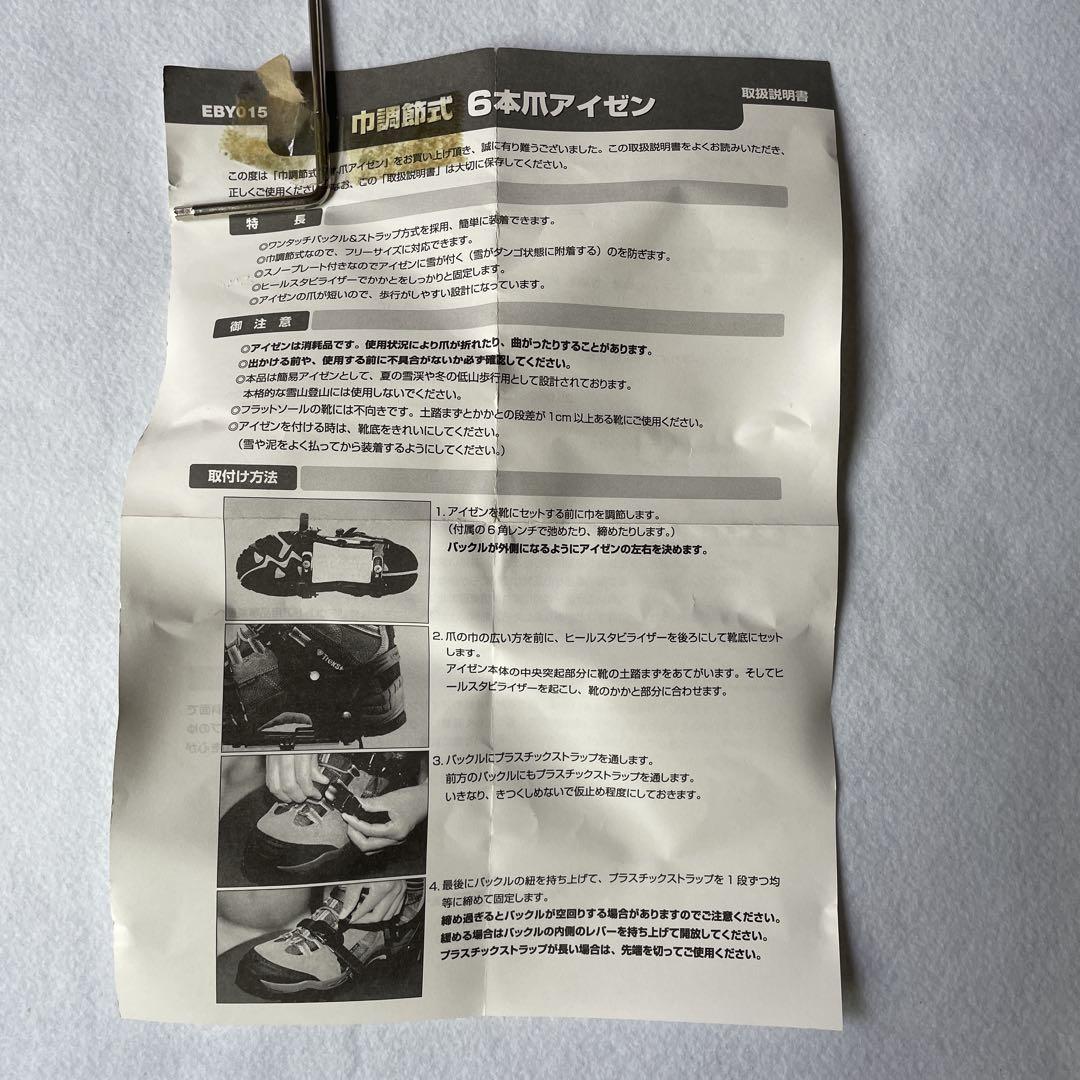 EBY015
巾調節式 6本爪アイゼン
取扱説明書
この度は「巾調節式 本爪アイゼン」をお買い上げ頂き、誠に有り難うございました。この取扱説明書をよくお読みいただき、
正しくご使用ください。なお、この「取扱説明書」は大切に保存してください。
特 長
◎ワンタッチバックル&ストラップ方式を採用、簡単に装着できます。
◎巾調節式なので、フリーサイズに対応できます。
◎スノープレート付きなのでアイゼンに雪が付く(雪がダンゴ状態に附着する)のを防ぎます。
◎ヒールスタビライザーでかかとをしっかりと固定します。
◎アイゼンの爪が短いので、歩行がしやすい設計になっています。
御 注 意
◎アイゼンは消耗品です。使用状況により爪が折れたり、曲がったりすることがあります。
◎出かける前や、使用する前に不具合がないか必ず確認してください。
◎本品は簡易アイゼンとして、夏の雪渓や冬の低山歩行用として設計されております。
本格的な雪山登山には使用しないでください。
◎フラットソールの靴には不向きです。土踏まずとかかととの段差が1cm以上ある靴にご使用ください。
◎アイゼンを付ける時は、靴底をきれいにしてください。
(雪や泥をよく払ってから装着するようにしてください。)
取付け方法
1. アイゼンを靴にセットする前に巾を調節します。
(付属の6角レンチで弛めたり、締めたりします。)
バックルが外側になるようにアイゼンの左右を決めます。
2. 爪の巾の広い方を前に、ヒールスタビライザーを後ろにして靴底にセット
します。
アイゼン本体の中央突起部分に靴の土踏まずをあてがいます。そしてヒ
ールスタビライザーを起こし、靴のかかと部分に合わせます。
3. バックルにプラスチックストラップを通します。
前方のバックルにもプラスチックストラップを通します。
いきなり、きつくしめないで仮止め程度にしておきます。
4. 最後にバックルの紐を持ち上げて、プラスチックストラップを1段ずつ均
等に締めて固定します。
締め過ぎるとバックルが空回りする場合がありますのでご注意ください。
緩める場合はバックルの内側のレバーを持ち上げて開放してください。
プラスチックストラップが長い場合は、先端を切ってご使用ください。